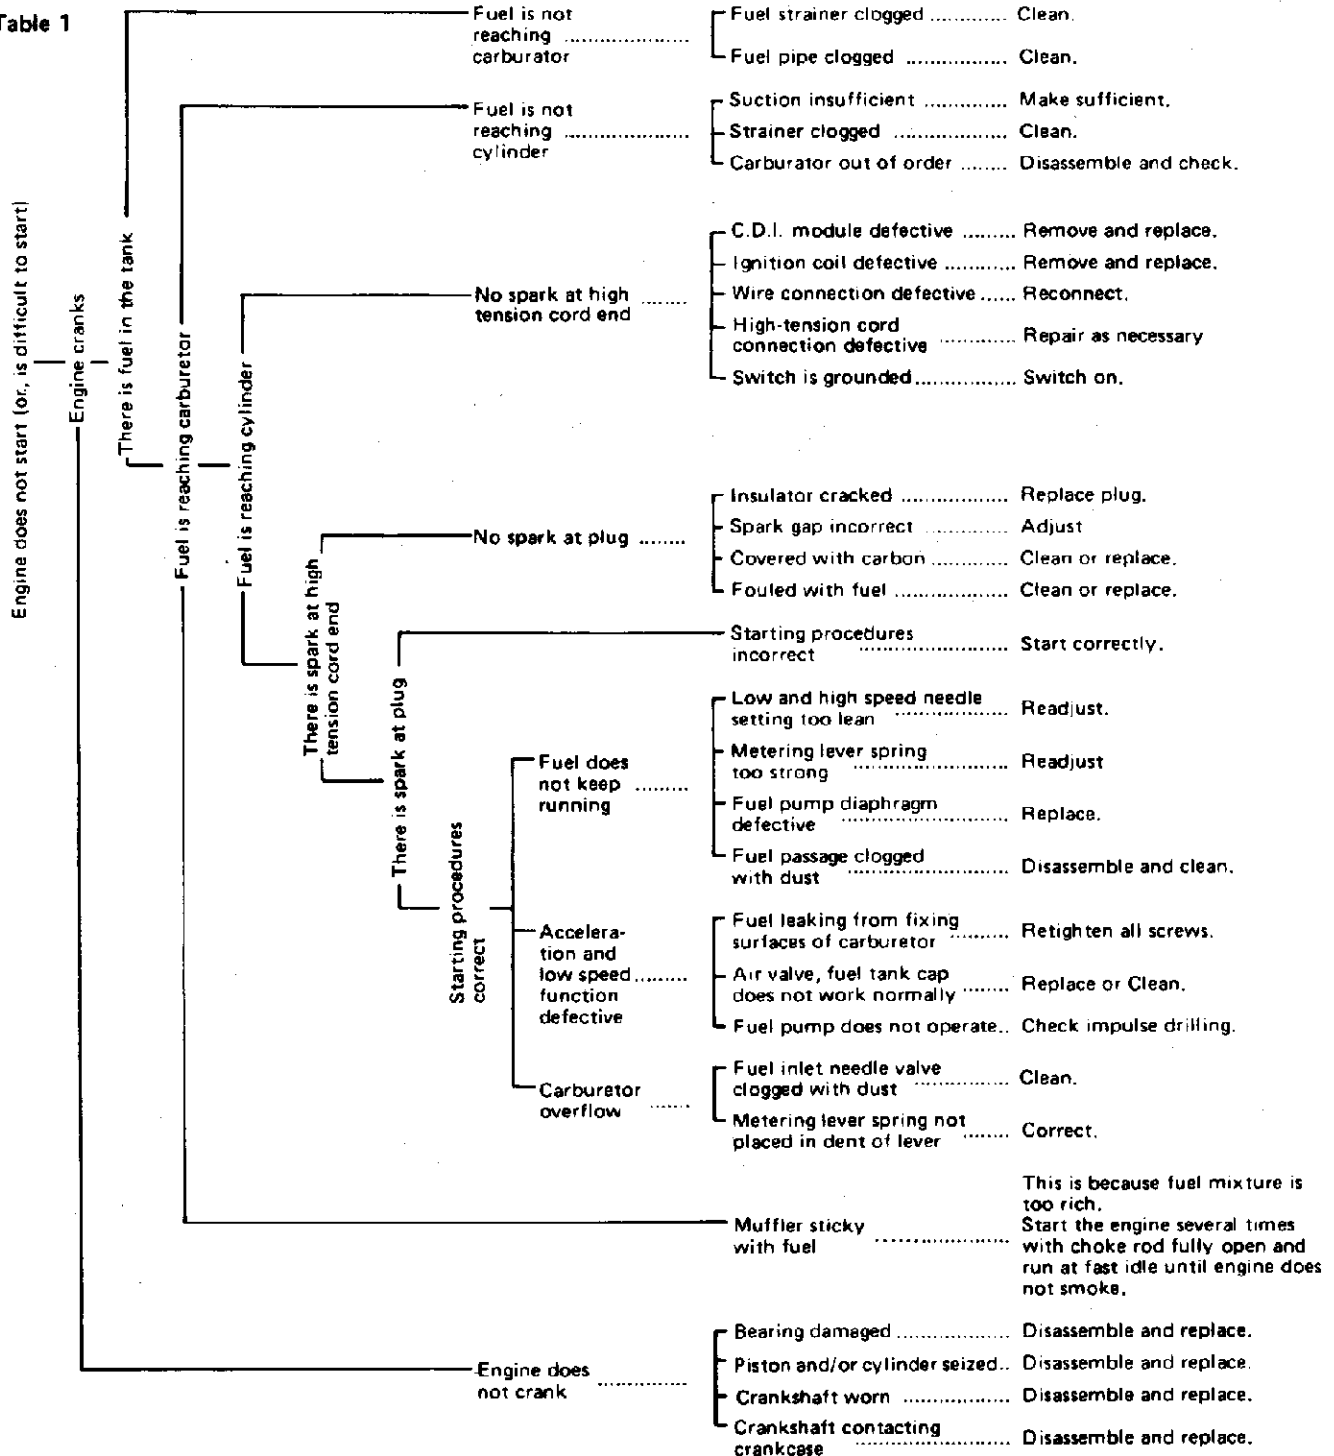 Table 1
Engine does not start (or, is difficult to start)
Engine cranks
There is fuel in the tank
Fuel is reaching carburetor
Fuel is reaching cylinder
There is spark at high
tension cord end
There is spark at plug
Starting procedures
correct
Fuel is not
reaching ......................
carburator
Fuel strainer clogged ............. Clean.
Fuel pipe clogged ................. Clean.
Fuel is not
reaching ......................
cylinder
Suction insufficient .............. Make sufficient.
Strainer clogged ................... Clean.
Carburator out of order ........ Disassemble and check.
No spark at high ........
tension cord end
C.D.I. module defective ......... Remove and replace.
Ignition coil defective ............ Remove and replace.
Wire connection defective ...... Reconnect.
High-tension cord
connection defective ............. Repair as necessary
Switch is grounded................ Switch on.
No spark at plug ........
Insulator cracked .................. Replace plug.
Spark gap incorrect .............. Adjust
Covered with carbon ............. Clean or replace.
Fouled with fuel ................... Clean or replace.
Starting procedures
incorrect ......................... Start correctly.
Fuel does
not keep .........
running
Low and high speed needle
setting too lean ................... Readjust.
Metering lever spring
too strong ......................... Readjust
Fuel pump diaphragm
defective ........................... Replace.
Fuel passage clogged
with dust ........................... Disassemble and clean.
Accelera-
tion and
low speed.........
function
defective
Fuel leaking from fixing
surfaces of carburetor .......... Retighten all screws.
Air valve, fuel tank cap
does not work normally ........ Replace or Clean.
Fuel pump does not operate.. Check impulse drilling.
Carburetor
overflow ......
Fuel inlet needle valve
clogged with dust ................ Clean.
Metering lever spring not
placed in dent of lever ........ Correct.
Muffler sticky
with fuel .......................
This is because fuel mixture is
too rich.
Start the engine several times
with choke rod fully open and
run at fast idle until engine does
not smoke.
Engine does
not crank ..............
Bearing damaged ................... Disassemble and replace.
Piston and/or cylinder seized.. Disassemble and replace.
Crankshaft worn .................. Disassemble and replace.
Crankshaft contacting
crankcase .......................... Disassemble and replace.